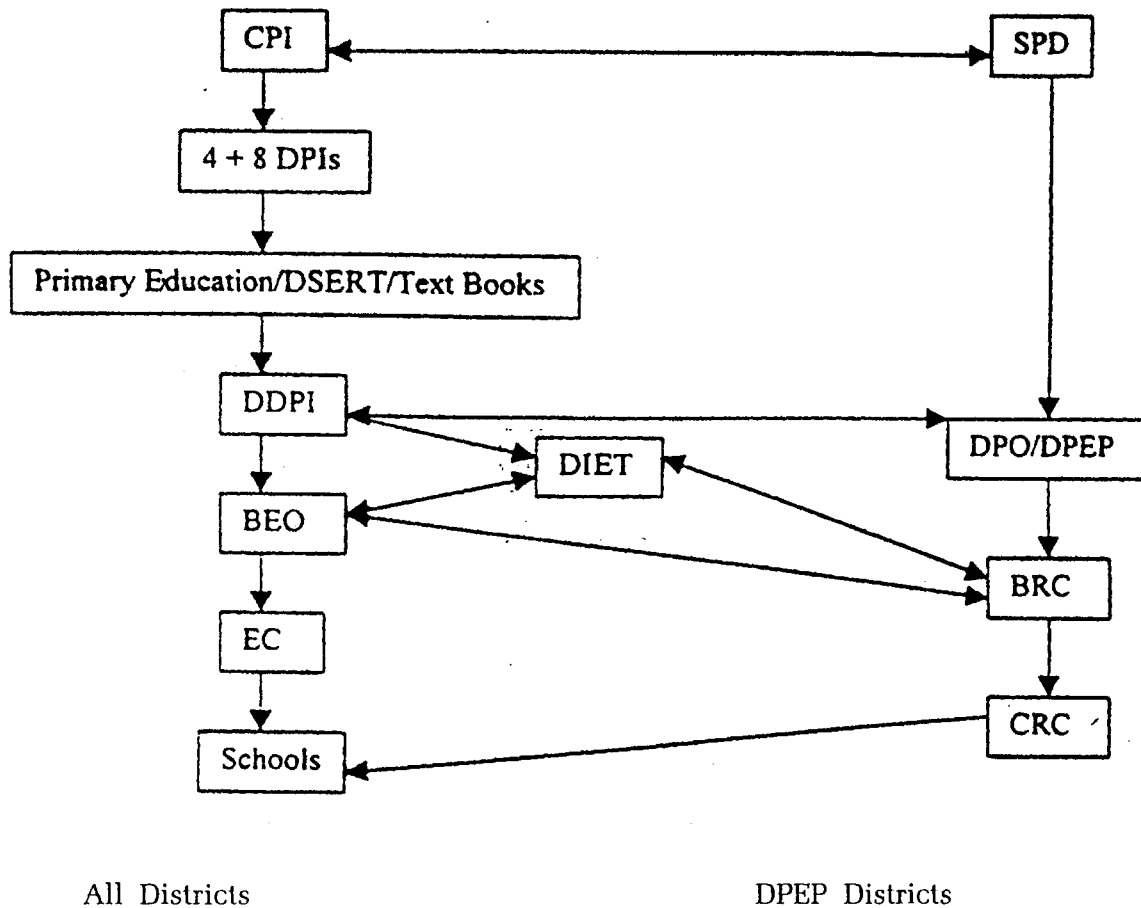 CPI
SPD
4 + 8 DPIs
Primary Education/DSERT/Text Books
DDPI
DPO/DPEP
DIET
BEO
BRC
EC
CRC
Schools
All Districts
DPEP Districts